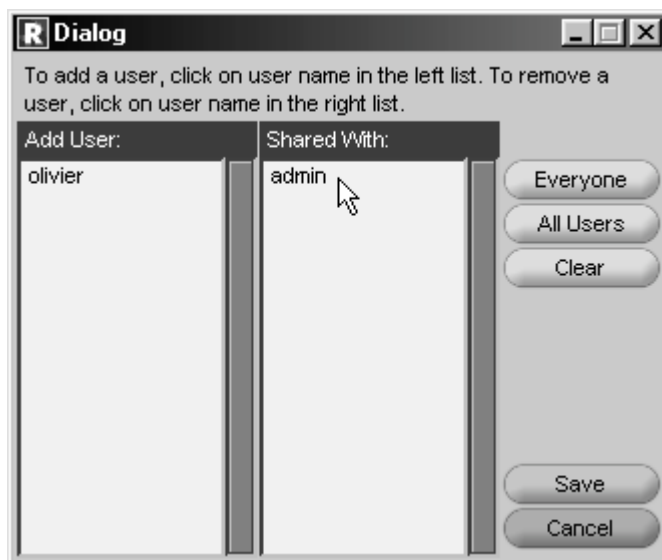 R Dialog
To add a user, click on user name in the left list. To remove a
user, click on user name in the right list.
Add User:
Shared With:
olivier
admin
Everyone
All Users
Clear
Save
Cancel